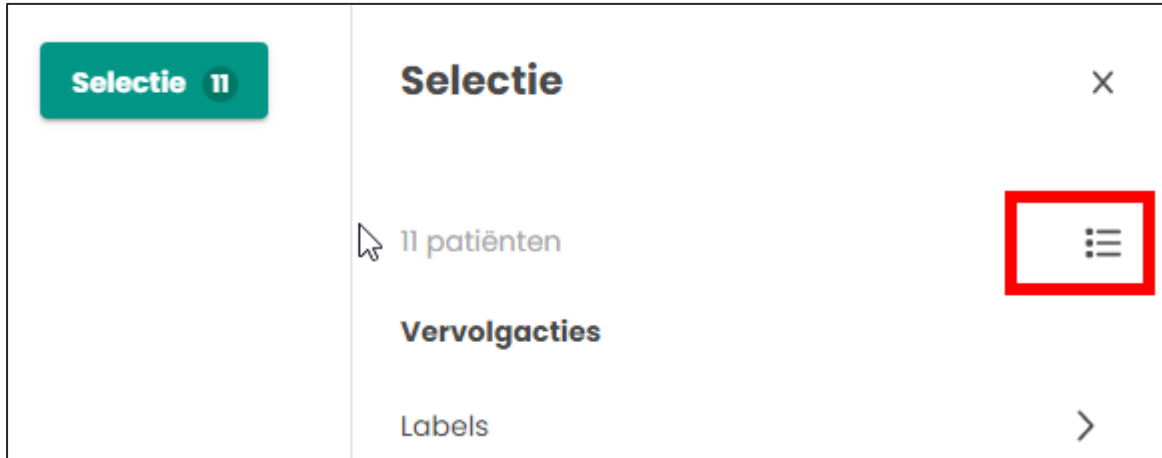 Selectie 11
Selectie
11 patiënten
Vervolgacties
Labels